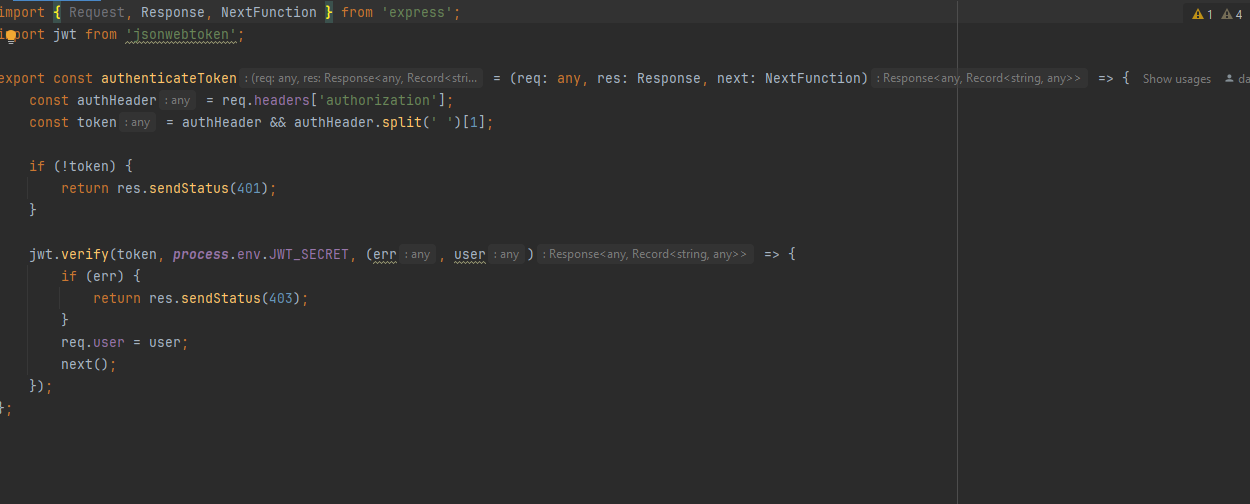 import { Request, Response, NextFunction } from 'express';
import jwt from 'jsonwebtoken';
export const authenticateToken : (req: any, res: Response<any, Record<stri... = (req: any, res: Response, next: NextFunction) : Response<any, Record<string, any>> => { Show usages da
const authHeader : any = req.headers['authorization'];
const token : any = authHeader && authHeader.split(' ')[1];
if (!token) {
return res.sendStatus(401);
}
jwt.verify(token, process.env.JWT_SECRET, (err : any , user : any ) : Response<any, Record<string, any>> => {
if (err) {
return res.sendStatus(403);
}
req.user = user;
next();
});
};
1 4